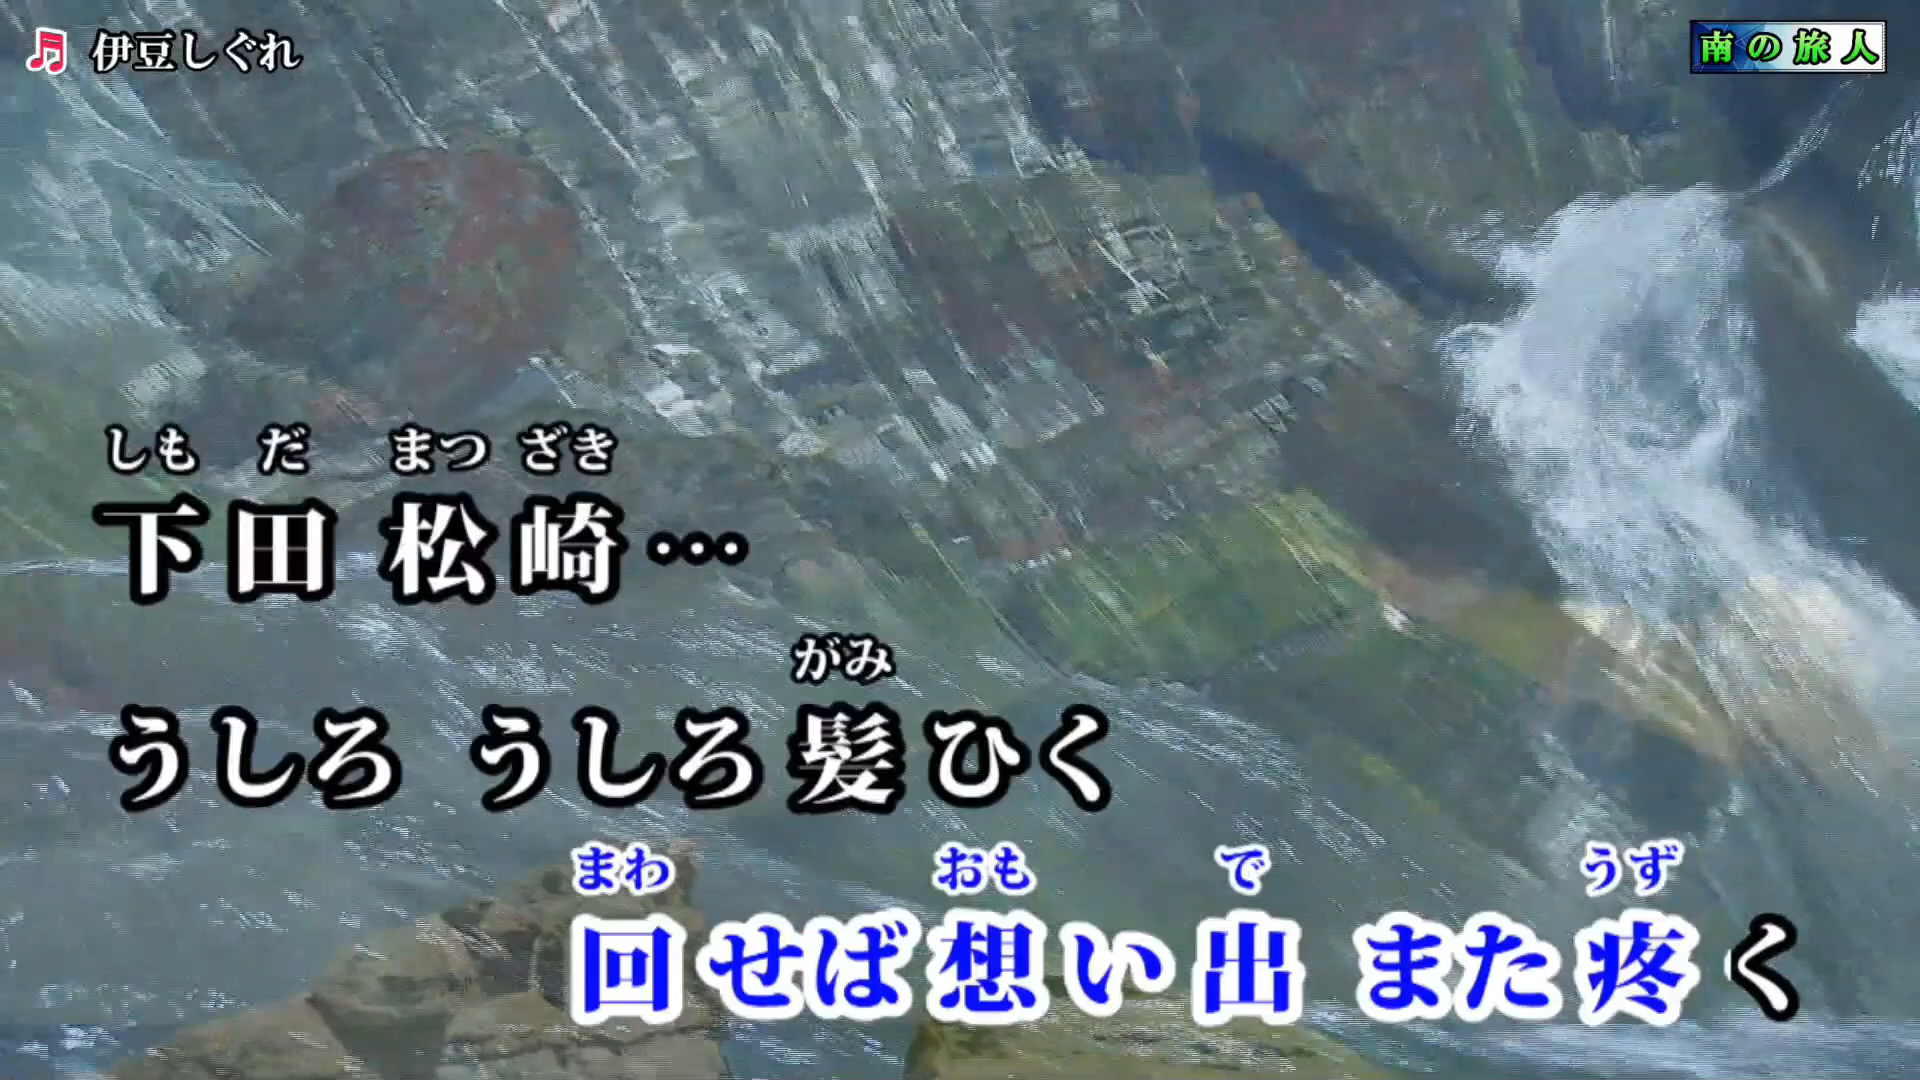 伊豆しぐれ
南の旅人
しもだ まつざき
下田 松崎…
がみ
うしろ うしろ髪ひく
まわ おも で うず
回せば想い出 また疼く